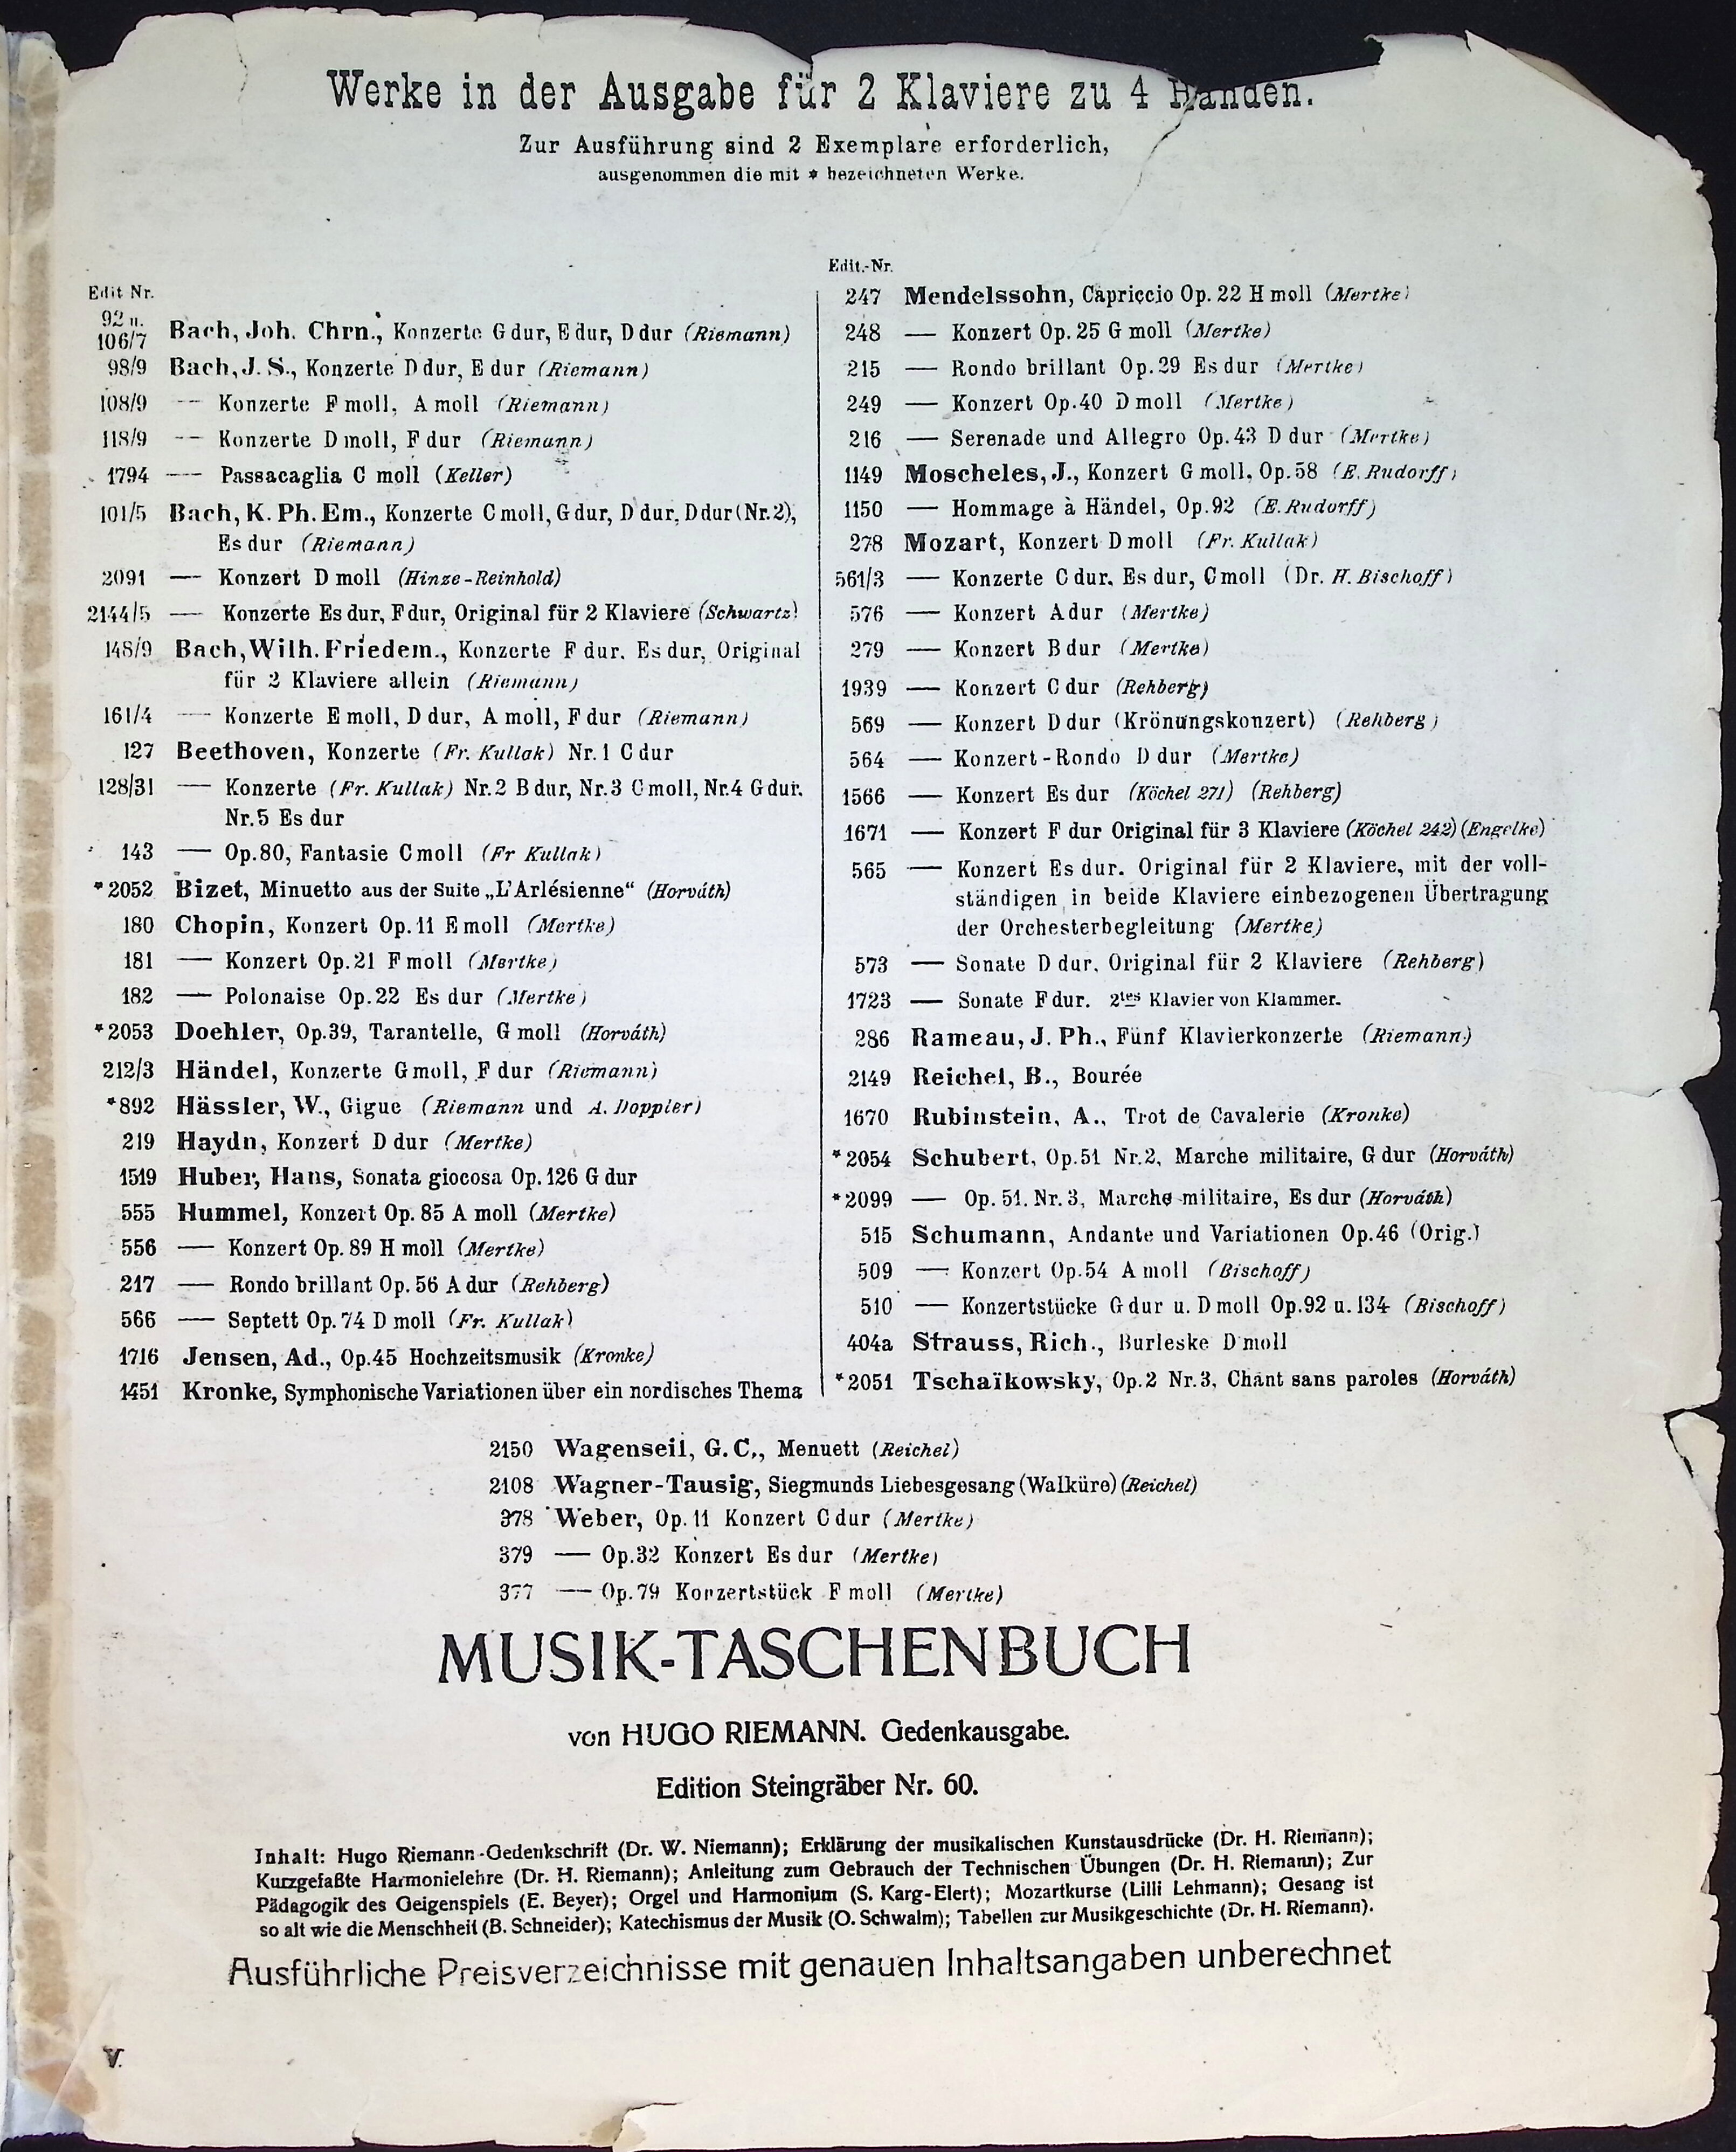 Werke in der Ausgabe für 2 Klaviere zu 4 Händen.
Zur Ausführung sind 2 Exemplare erforderlich,
ausgenommen die mit * bezeichneten Werke.
Edit Nr.
92 u.
106/7 Bach, Joh. Chrn., Konzerte G dur, E dur, D dur (Riemann)
98/9 Bach, J. S., Konzerte D dur, E dur (Riemann)
108/9 — Konzerte F moll, A moll (Riemann)
118/9 — Konzerte D moll, F dur (Riemann)
1794 — Passacaglia C moll (Keller)
101/5 Bach, K. Ph. Em., Konzerte C moll, G dur, D dur, D dur (Nr. 2),
Es dur (Riemann)
2091 — Konzert D moll (Hinze-Reinhold)
2144/5 — Konzerte Es dur, F dur, Original für 2 Klaviere (Schwartz)
148/9 Bach, Wilh. Friedem., Konzerte F dur, Es dur, Original
für 2 Klaviere allein (Riemann)
161/4 — Konzerte E moll, D dur, A moll, F dur (Riemann)
127 Beethoven, Konzerte (Fr. Kullak) Nr. 1 C dur
128/31 — Konzerte (Fr. Kullak) Nr. 2 B dur, Nr. 3 C moll, Nr. 4 G dur,
Nr. 5 Es dur
143 — Op. 80, Fantasie C moll (Fr Kullak)
*2052 Bizet, Minuetto aus der Suite „L'Arlésienne“ (Horváth)
180 Chopin, Konzert Op. 11 E moll (Mertke)
181 — Konzert Op. 21 F moll (Mertke)
182 — Polonaise Op. 22 Es dur (Mertke)
*2053 Doehler, Op. 39, Tarantelle, G moll (Horváth)
212/3 Händel, Konzerte G moll, F dur (Riemann)
*892 Hässler, W., Gigue (Riemann und A. Doppler)
219 Haydn, Konzert D dur (Mertke)
1519 Huber, Hans, Sonata giocosa Op. 126 G dur
555 Hummel, Konzert Op. 85 A moll (Mertke)
556 — Konzert Op. 89 H moll (Mertke)
217 — Rondo brillant Op. 56 A dur (Rehberg)
566 — Septett Op. 74 D moll (Fr. Kullak)
1716 Jensen, Ad., Op. 45 Hochzeitsmusik (Kronke)
1451 Kronke, Symphonische Variationen über ein nordisches Thema
Edit.-Nr.
247 Mendelssohn, Capriccio Op. 22 H moll (Mertke)
248 — Konzert Op. 25 G moll (Mertke)
215 — Rondo brillant Op. 29 Es dur (Mertke)
249 — Konzert Op. 40 D moll (Mertke)
216 — Serenade und Allegro Op. 43 D dur (Mertke)
1149 Moscheles, J., Konzert G moll, Op. 58 (E. Rudorff)
1150 — Hommage à Händel, Op. 92 (E. Rudorff)
278 Mozart, Konzert D moll (Fr. Kullak)
561/3 — Konzerte C dur, Es dur, C moll (Dr. H. Bischoff)
576 — Konzert A dur (Mertke)
279 — Konzert B dur (Mertke)
1939 — Konzert C dur (Rehberg)
569 — Konzert D dur (Krönungskonzert) (Rehberg)
564 — Konzert-Rondo D dur (Mertke)
1566 — Konzert Es dur (Köchel 271) (Rehberg)
1671 — Konzert F dur Original für 3 Klaviere (Köchel 242) (Engelke)
565 — Konzert Es dur. Original für 2 Klaviere, mit der voll-
ständigen in beide Klaviere einbezogenen Übertragung
der Orchesterbegleitung (Mertke)
573 — Sonate D dur, Original für 2 Klaviere (Rehberg)
1723 — Sonate F dur. 2tes Klavier von Klammer.
286 Rameau, J. Ph., Fünf Klavierkonzerte (Riemann)
2149 Reichel, B., Bourée
1670 Rubinstein, A., Trot de Cavalerie (Kronke)
*2054 Schubert, Op. 51 Nr. 2, Marche militaire, G dur (Horváth)
*2099 — Op. 51. Nr. 3, Marche militaire, Es dur (Horváth)
515 Schumann, Andante und Variationen Op. 46 (Orig.)
509 — Konzert Op. 54 A moll (Bischoff)
510 — Konzertstücke G dur u. D moll Op. 92 u. 134 (Bischoff)
404a Strauss, Rich., Burleske D moll
*2051 Tschaïkowsky, Op. 2 Nr. 3, Chant sans paroles (Horváth)
2150 Wagenseil, G. C., Menuett (Reichel)
2108 Wagner-Tausig, Siegmunds Liebesgesang (Walküre) (Reichel)
378 Weber, Op. 11 Konzert C dur (Mertke)
379 — Op. 32 Konzert Es dur (Mertke)
377 — Op. 79 Konzertstück F moll (Mertke)
MUSIK-TASCHENBUCH
von HUGO RIEMANN. Gedenkausgabe.
Edition Steingräber Nr. 60.
Inhalt: Hugo Riemann-Gedenkschrift (Dr. W. Niemann); Erklärung der musikalischen Kunstausdrücke (Dr. H. Riemann);
Kurzgefaßte Harmonielehre (Dr. H. Riemann); Anleitung zum Gebrauch der Technischen Übungen (Dr. H. Riemann); Zur
Pädagogik des Geigenspiels (E. Beyer); Orgel und Harmonium (S. Karg-Elert); Mozartkurse (Lilli Lehmann); Gesang ist
so alt wie die Menschheit (B. Schneider); Katechismus der Musik (O. Schwalm); Tabellen zur Musikgeschichte (Dr. H. Riemann).
Ausführliche Preisverzeichnisse mit genauen Inhaltsangaben unberechnet
V.